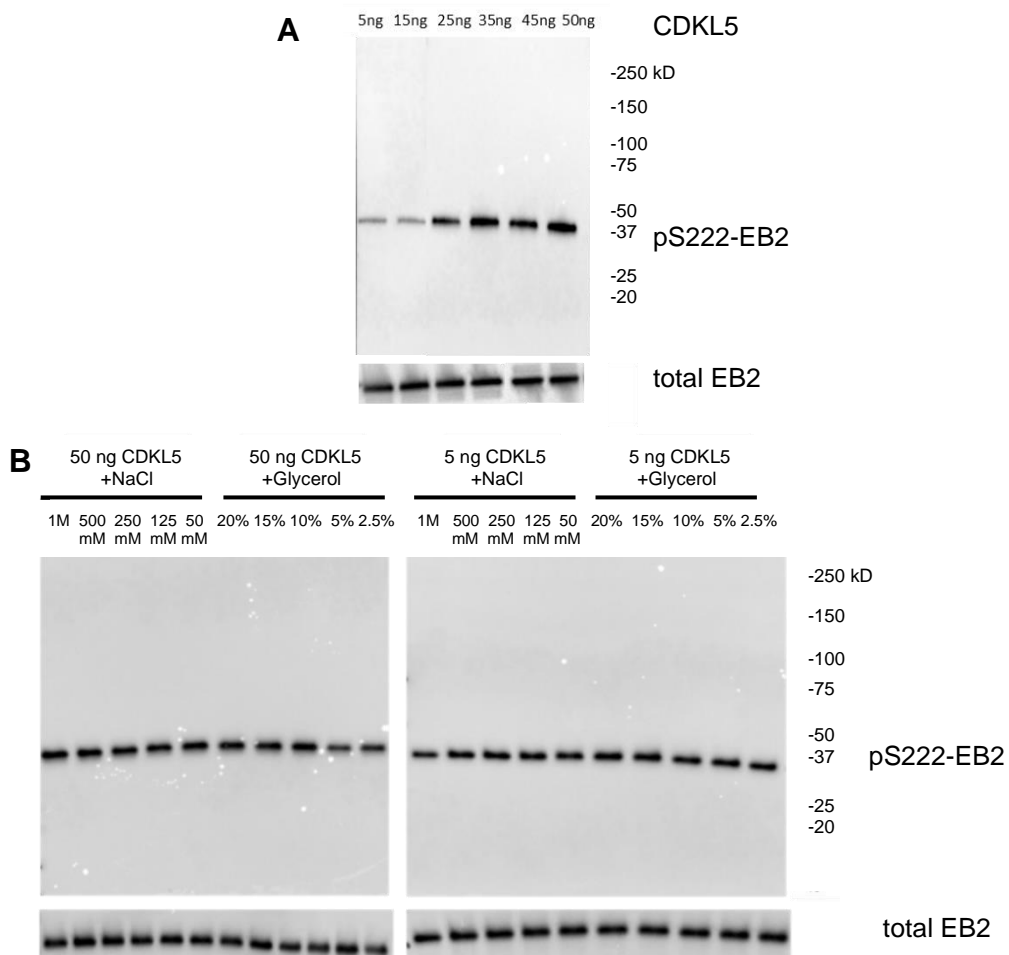 A
5ng 15ng 25ng 35ng 45ng 50ng
CDKL5
-250 kD
-150
-100
-75
-50
-37
pS222-EB2
-25
-20
total EB2
B
50 ng CDKL5
+NaCl
50 ng CDKL5
+Glycerol
5 ng CDKL5
+NaCl
5 ng CDKL5
+Glycerol
1M 500 250 125 50 20% 15% 10% 5% 2.5%
mM mM mM mM
1M 500 250 125 50 20% 15% 10% 5% 2.5%
mM mM mM mM
-250 kD
-150
-100
-75
-50
-37
pS222-EB2
-25
-20
total EB2